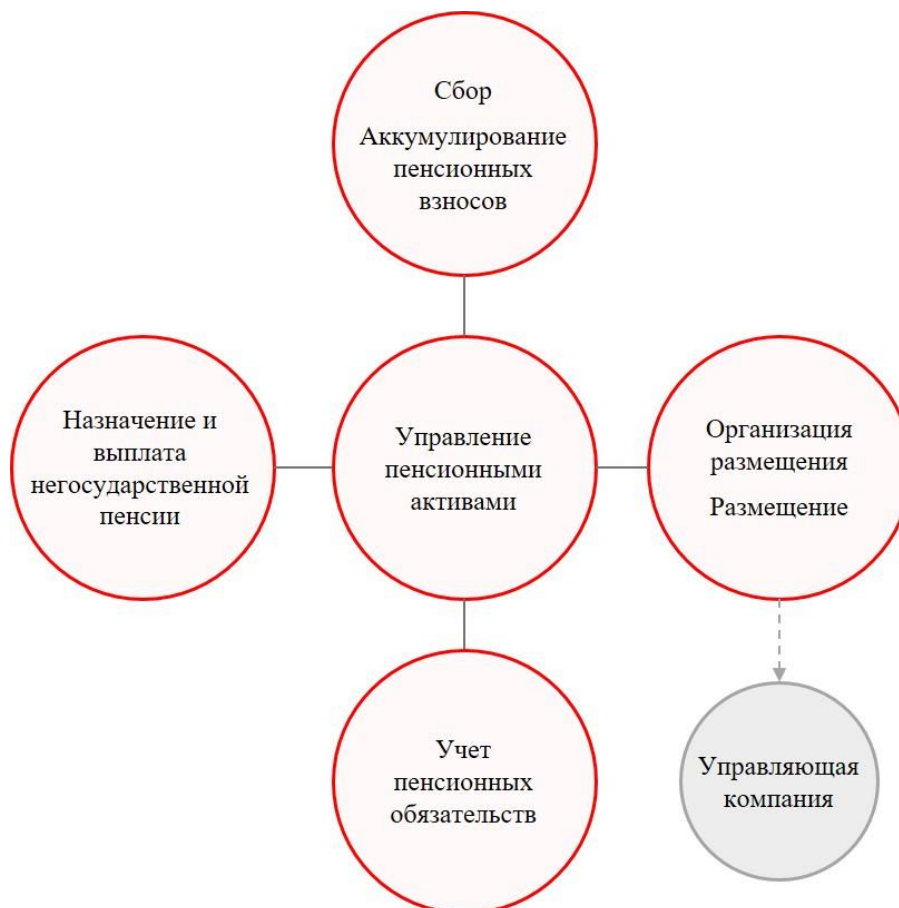 Сбор
Аккумулирование
пенсионных
взносов
Назначение и
выплата
негосударственной
пенсии
Управление
пенсионными
активами
Организация
размещения
Размещение
Учет
пенсионных
обязательств
Управляющая
компания